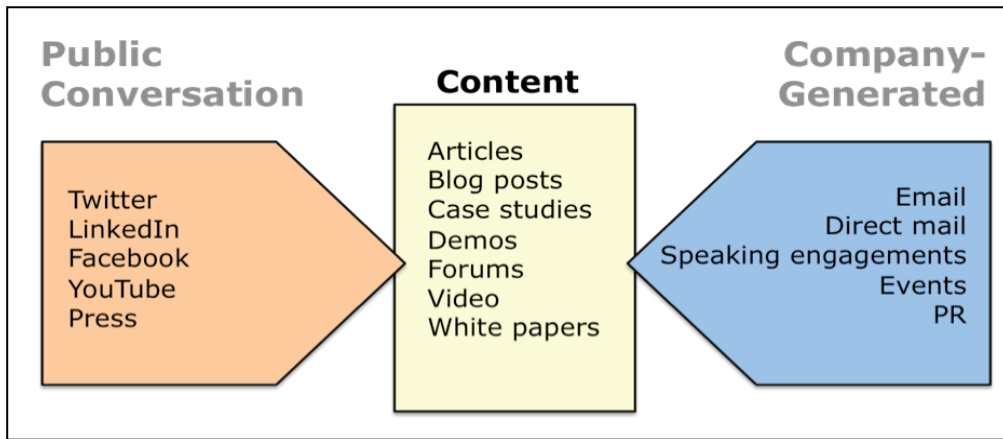 Public
Conversation
Twitter
LinkedIn
Facebook
YouTube
Press
Content
Articles
Blog posts
Case studies
Demos
Forums
Video
White papers
Company-
Generated
Email
Direct mail
Speaking engagements
Events
PR